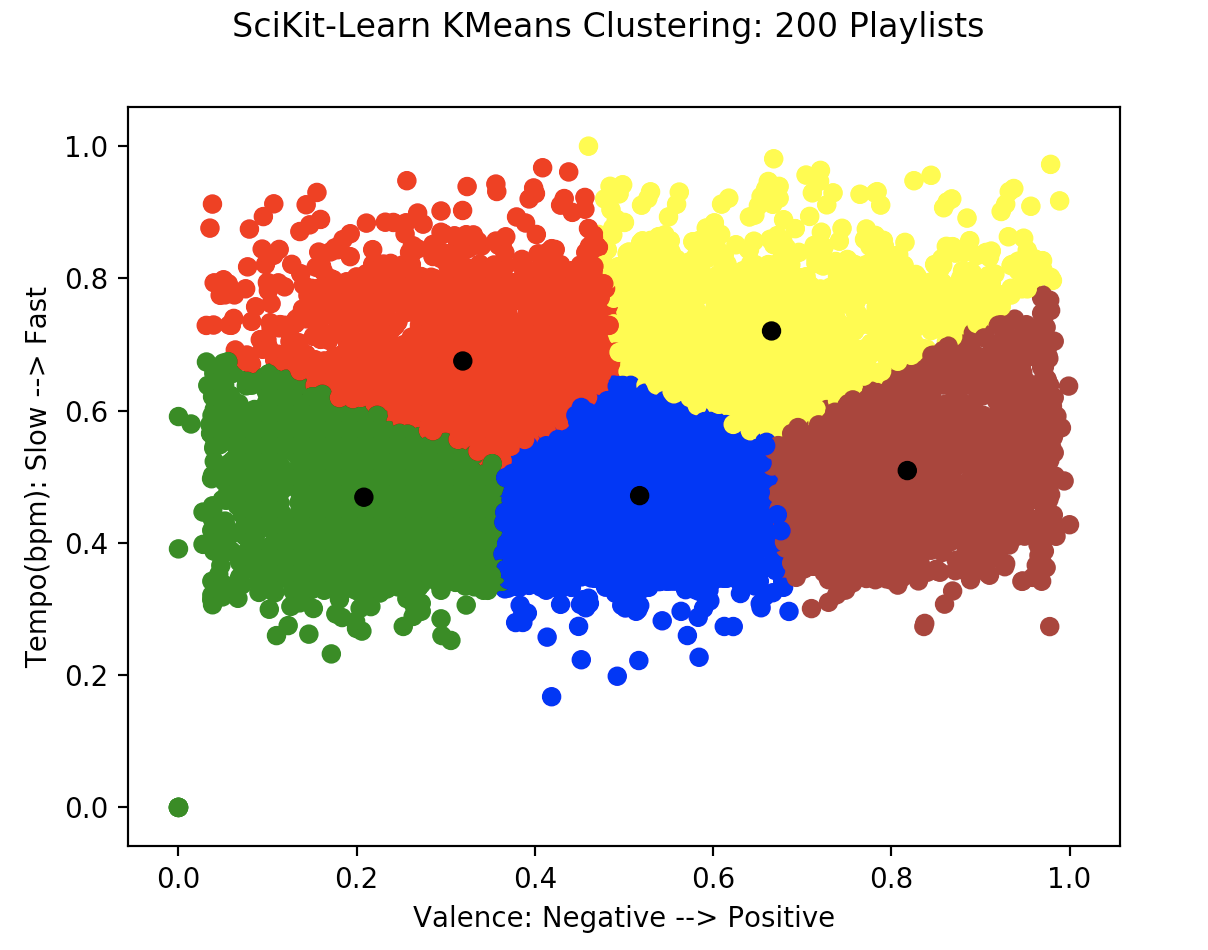 SciKit-Learn KMeans Clustering: 200 Playlists
1.0
0.8
0.6
0.4
0.2
0.0
Tempo(bpm): Slow --> Fast
0.0 0.2 0.4 0.6 0.8 1.0
Valence: Negative --> Positive